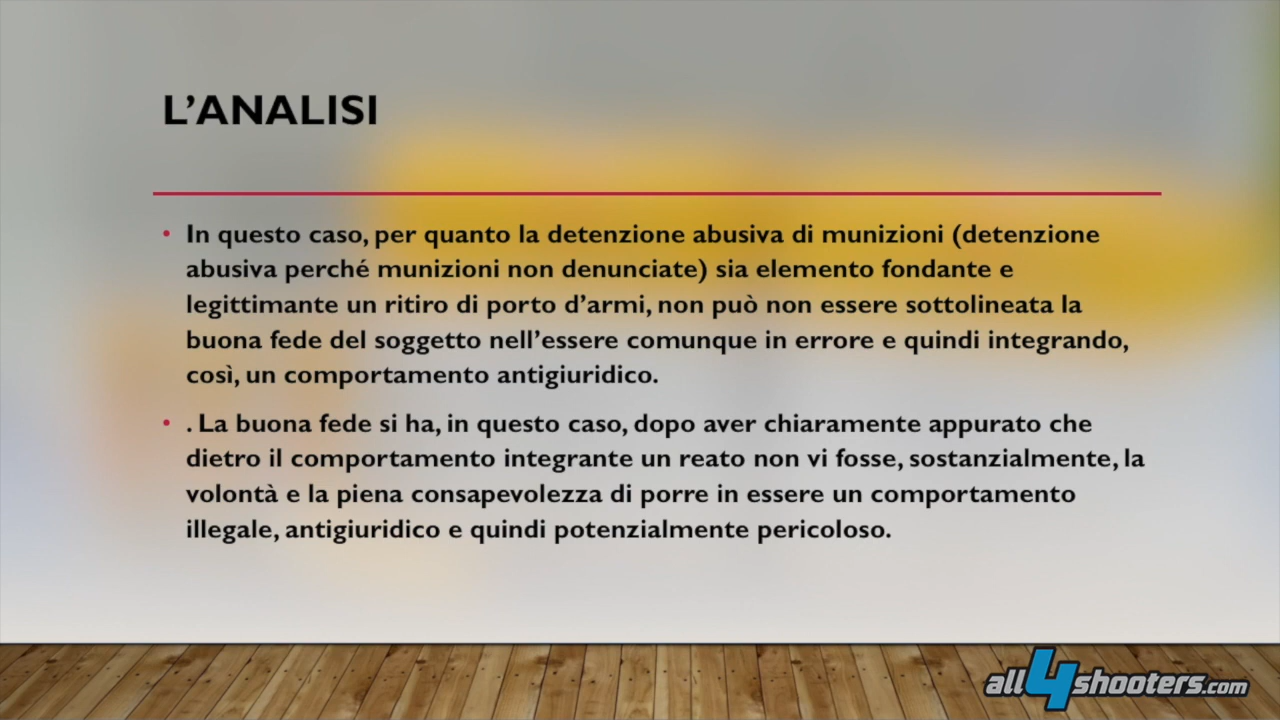 L'ANALISI
• In questo caso, per quanto la detenzione abusiva di munizioni (detenzione
abusiva perché munizioni non denunciate) sia elemento fondante e
legittimante un ritiro di porto d'armi, non può non essere sottolineata la
buona fede del soggetto nell'essere comunque in errore e quindi integrando,
così, un comportamento antigiuridico.
• . La buona fede si ha, in questo caso, dopo aver chiaramente appurato che
dietro il comportamento integrante un reato non vi fosse, sostanzialmente, la
volontà e la piena consapevolezza di porre in essere un comportamento
illegale, antigiuridico e quindi potenzialmente pericoloso.
all4shooters.com